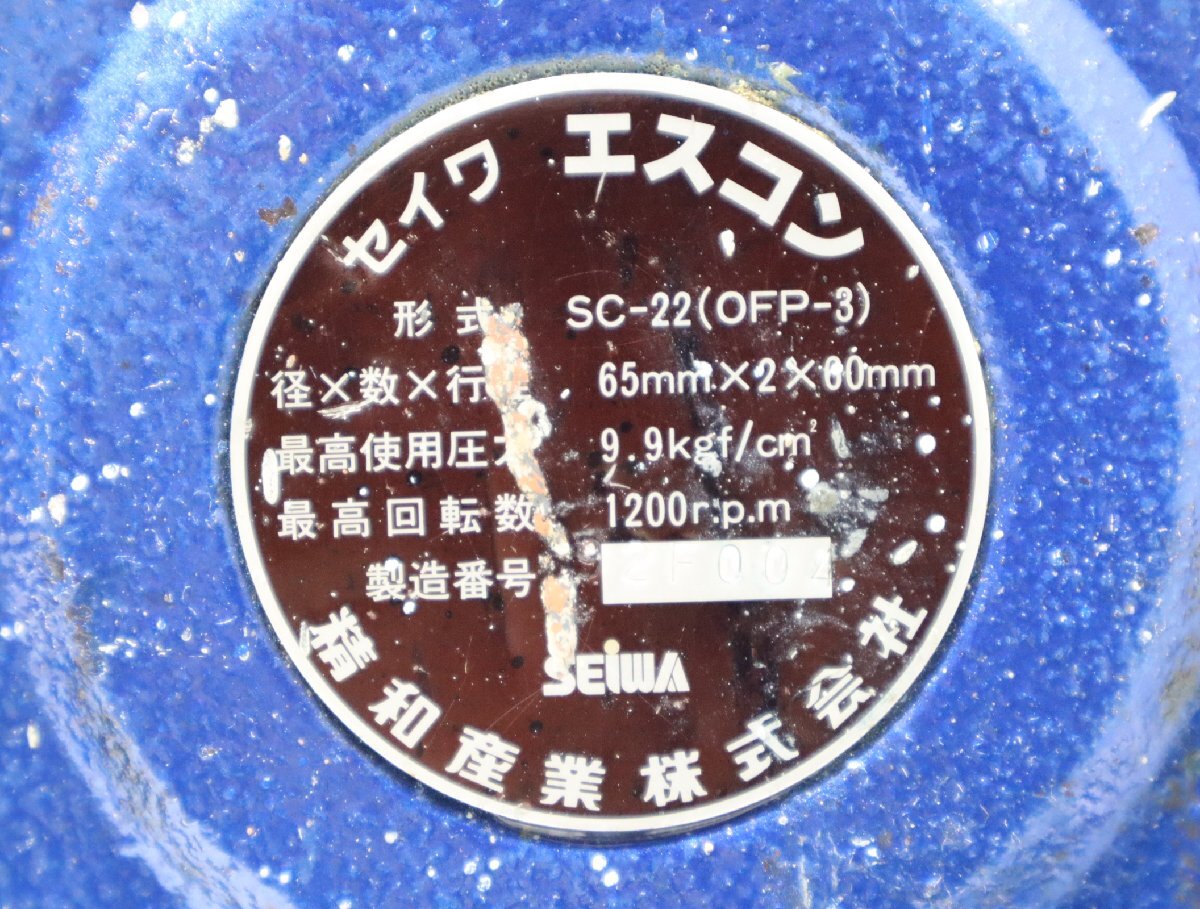 セイワ エスコン
形式 SC-22(OFP-3)
径×数×行程 65mm×2×60mm
最高使用圧力 9.9kgf/cm²
最高回転数 1200r.p.m
製造番号
SEIWA
精和産業株式会社